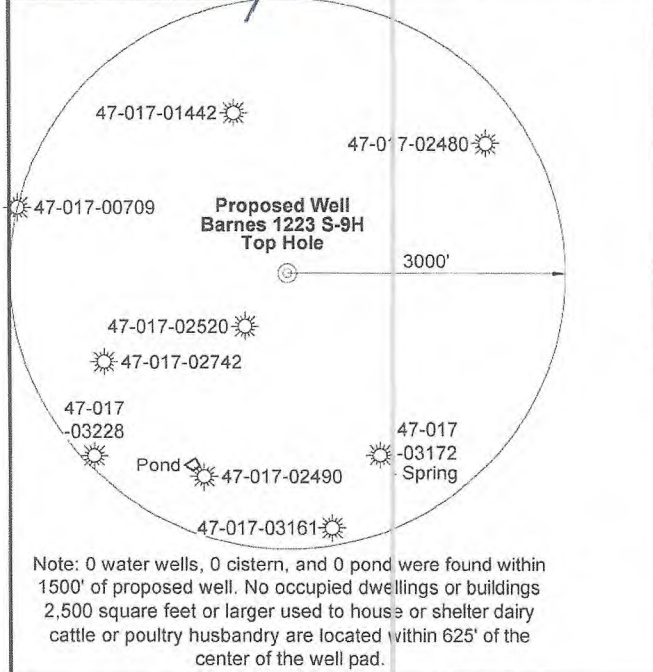 47-017-01442
47-017-02480
47-017-00709
Proposed Well
Barnes 1223 S-9H
Top Hole
3000'
47-017-02520
47-017-02742
47-017
-03228
47-017
-03172
Spring
Pond
47-017-02490
47-017-03161
Note: 0 water wells, 0 cistern, and 0 pond were found within
1500' of proposed well. No occupied dwellings or buildings
2,500 square feet or larger used to house or shelter dairy
cattle or poultry husbandry are located within 625' of the
center of the well pad.